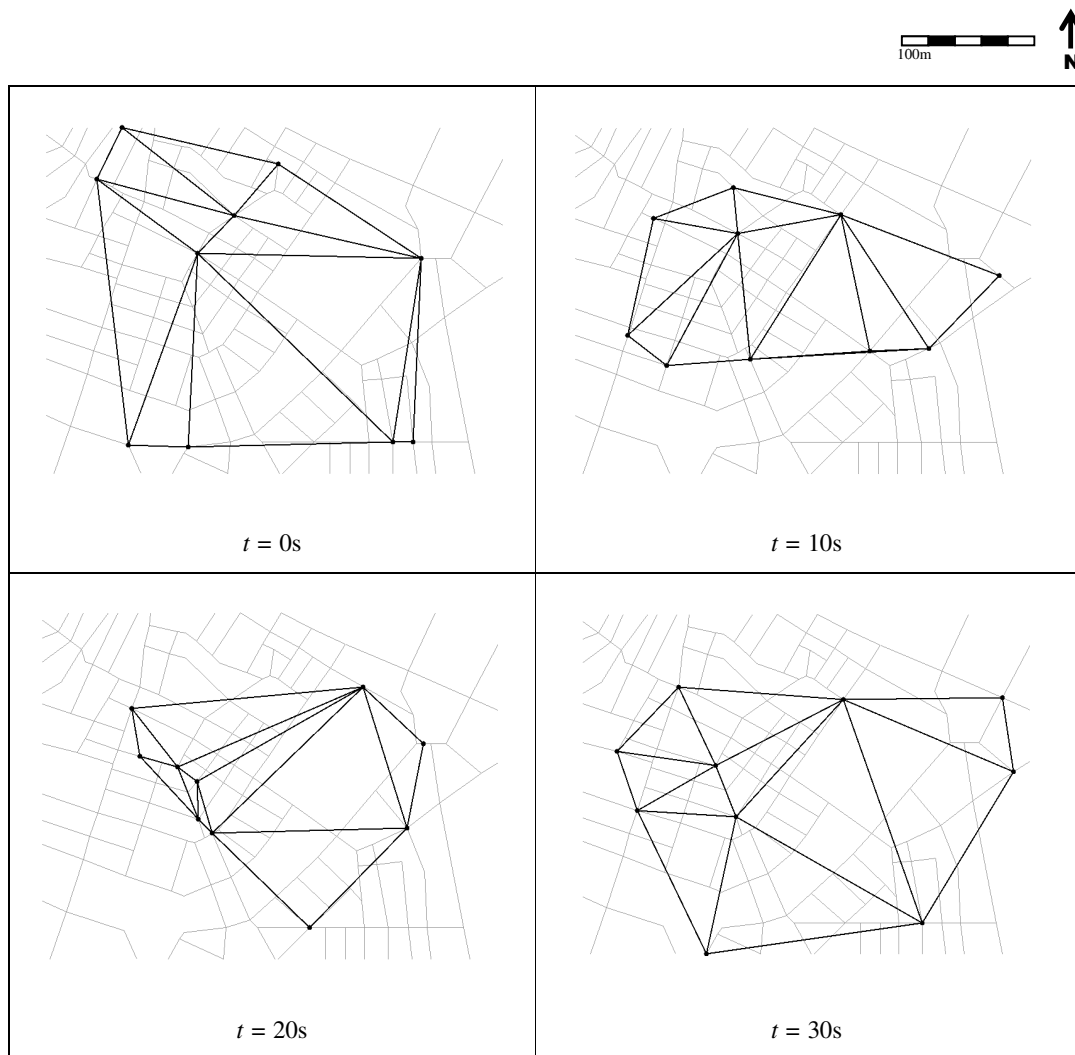 100m
N
t = 0s
t = 10s
t = 20s
t = 30s